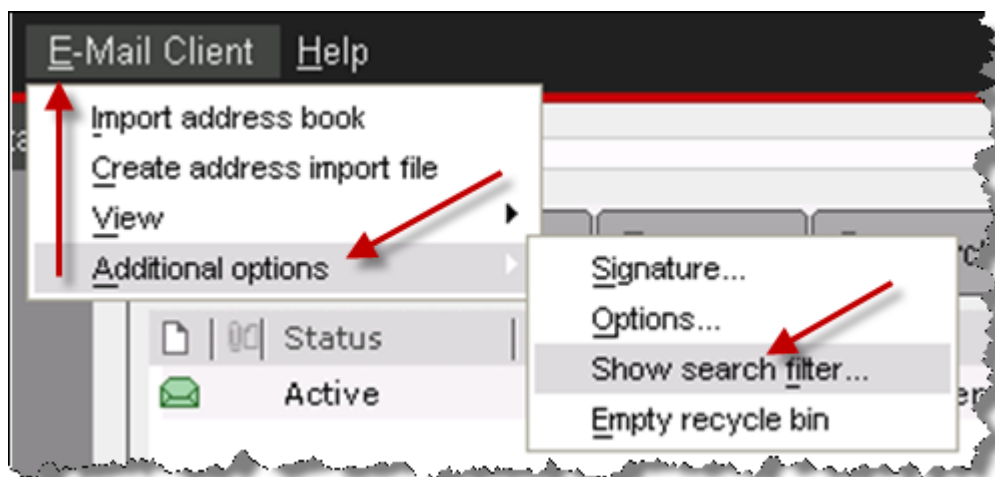 E-Mail Client Help
Import address book
Create address import file
View
Additional options
Signature...
Options...
Show search filter...
Empty recycle bin
Status
Active